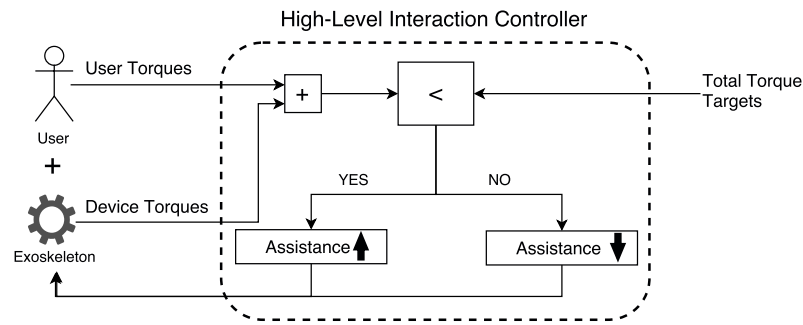 High-Level Interaction Controller
User Torques
+
<
Total Torque
Targets
User
+
YES
NO
Device Torques
Assistance
Assistance
Exoskeleton